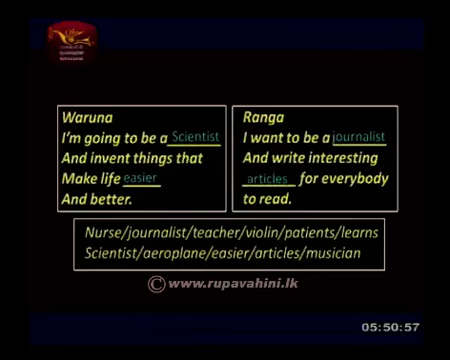 Waruna
I'm going to be a Scientist
And invent things that
Make life easier
And better.
Ranga
I want to be a journalist
And write interesting
articles for everybody
to read.
Nurse/journalist/teacher/violin/patients/learns
Scientist/aeroplane/easier/articles/musician
© www.rupavahini.lk
05:50:57